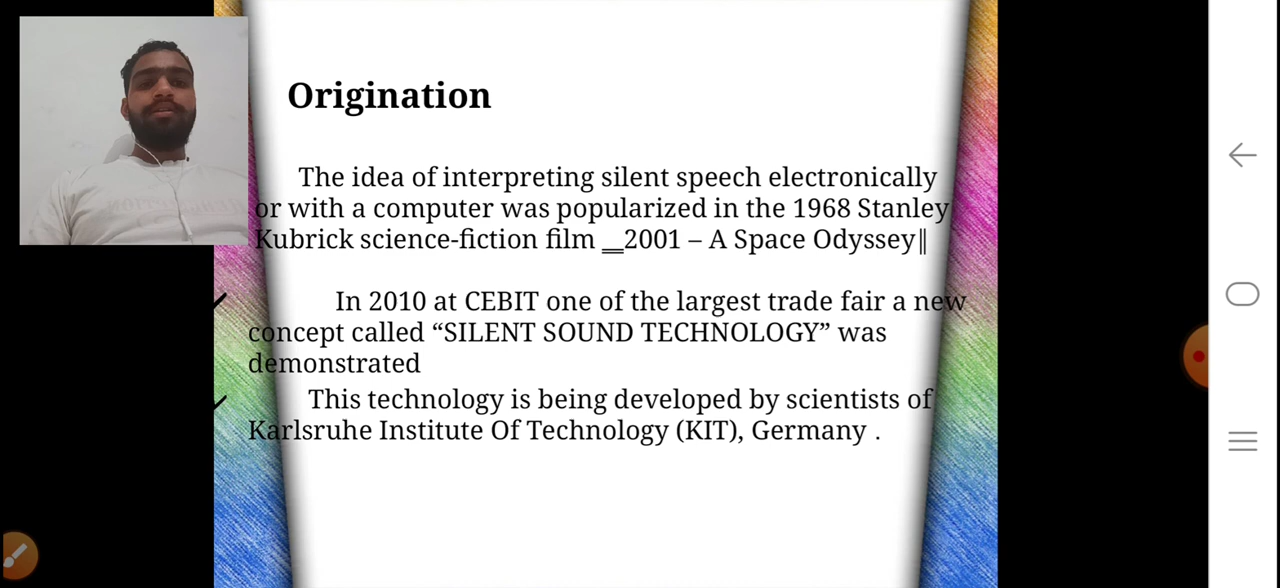 Origination
The idea of interpreting silent speech electronically
or with a computer was popularized in the 1968 Stanley
Kubrick science-fiction film ‗2001 – A Space Odyssey‖
In 2010 at CEBIT one of the largest trade fair a new
concept called “SILENT SOUND TECHNOLOGY” was
demonstrated
This technology is being developed by scientists of
Karlsruhe Institute Of Technology (KIT), Germany .